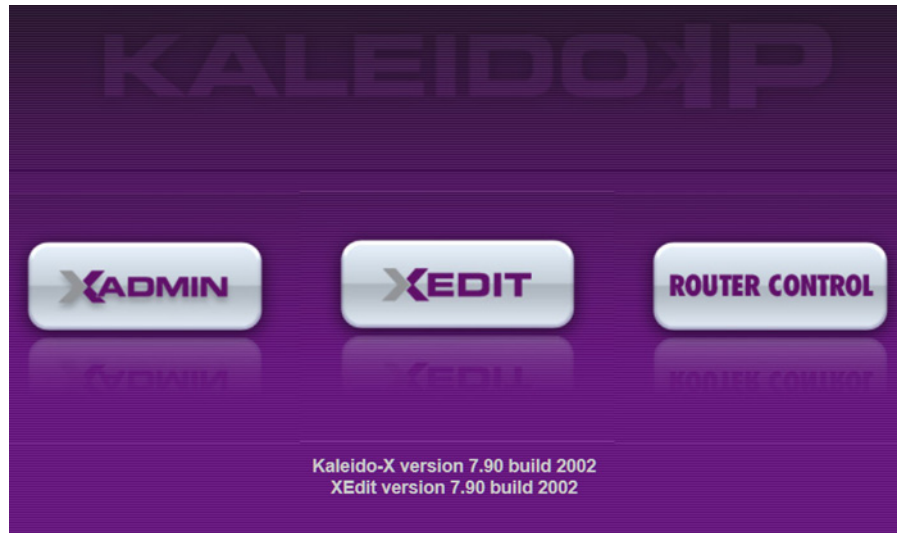 KALEIDO IP
XADMIN
XEDIT
ROUTER CONTROL
Kaleido-X version 7.90 build 2002
XEdit version 7.90 build 2002